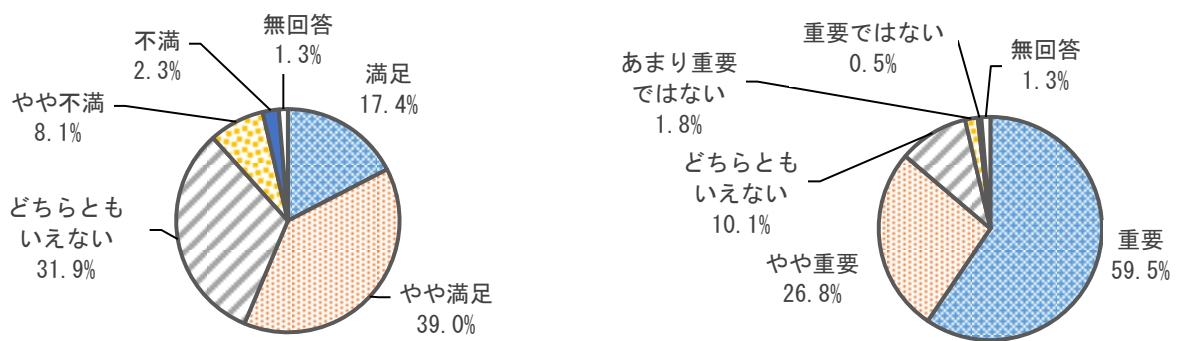 無回答
1.3%
不満
2.3%
満足
17.4%
やや不満
8.1%
どちらとも
いえない
31.9%
やや満足
39.0%
重要ではない
0.5%
無回答
1.3%
あまり重要
ではない
1.8%
どちらとも
いえない
10.1%
やや重要
26.8%
重要
59.5%